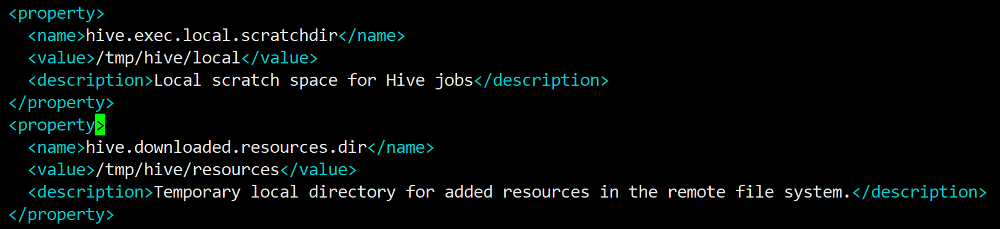 <property>
  <name>hive.exec.local.scratchdir</name>
  <value>/tmp/hive/local</value>
  <description>Local scratch space for Hive jobs</description>
</property>
<property>
  <name>hive.downloaded.resources.dir</name>
  <value>/tmp/hive/resources</value>
  <description>Temporary local directory for added resources in the remote file system.</description>
</property>